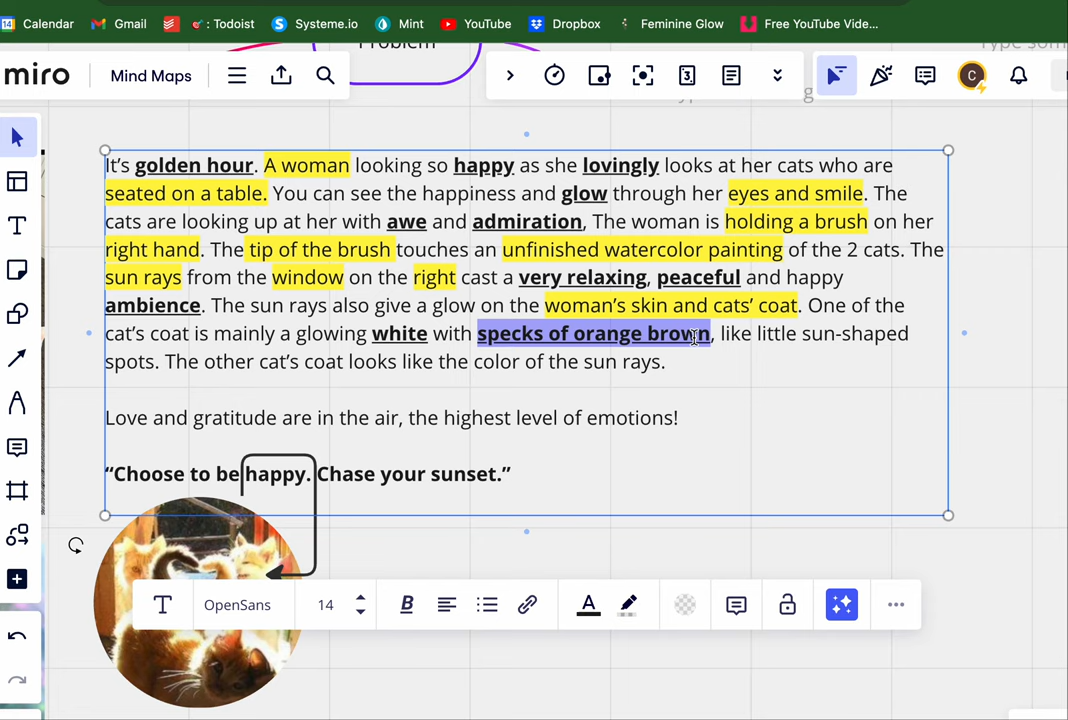 Calendar Gmail : Todoist Systeme.io Mint YouTube Dropbox Feminine Glow Free YouTube Vide...
Problem
miro Mind Maps
3
C
It’s golden hour. A woman looking so happy as she lovingly looks at her cats who are
seated on a table. You can see the happiness and glow through her eyes and smile. The
cats are looking up at her with awe and admiration, The woman is holding a brush on her
right hand. The tip of the brush touches an unfinished watercolor painting of the 2 cats. The
sun rays from the window on the right cast a very relaxing, peaceful and happy
ambience. The sun rays also give a glow on the woman’s skin and cats’ coat. One of the
cat’s coat is mainly a glowing white with specks of orange brown, like little sun-shaped
spots. The other cat’s coat looks like the color of the sun rays.
Love and gratitude are in the air, the highest level of emotions!
“Choose to be happy. Chase your sunset.”
OpenSans 14 B A